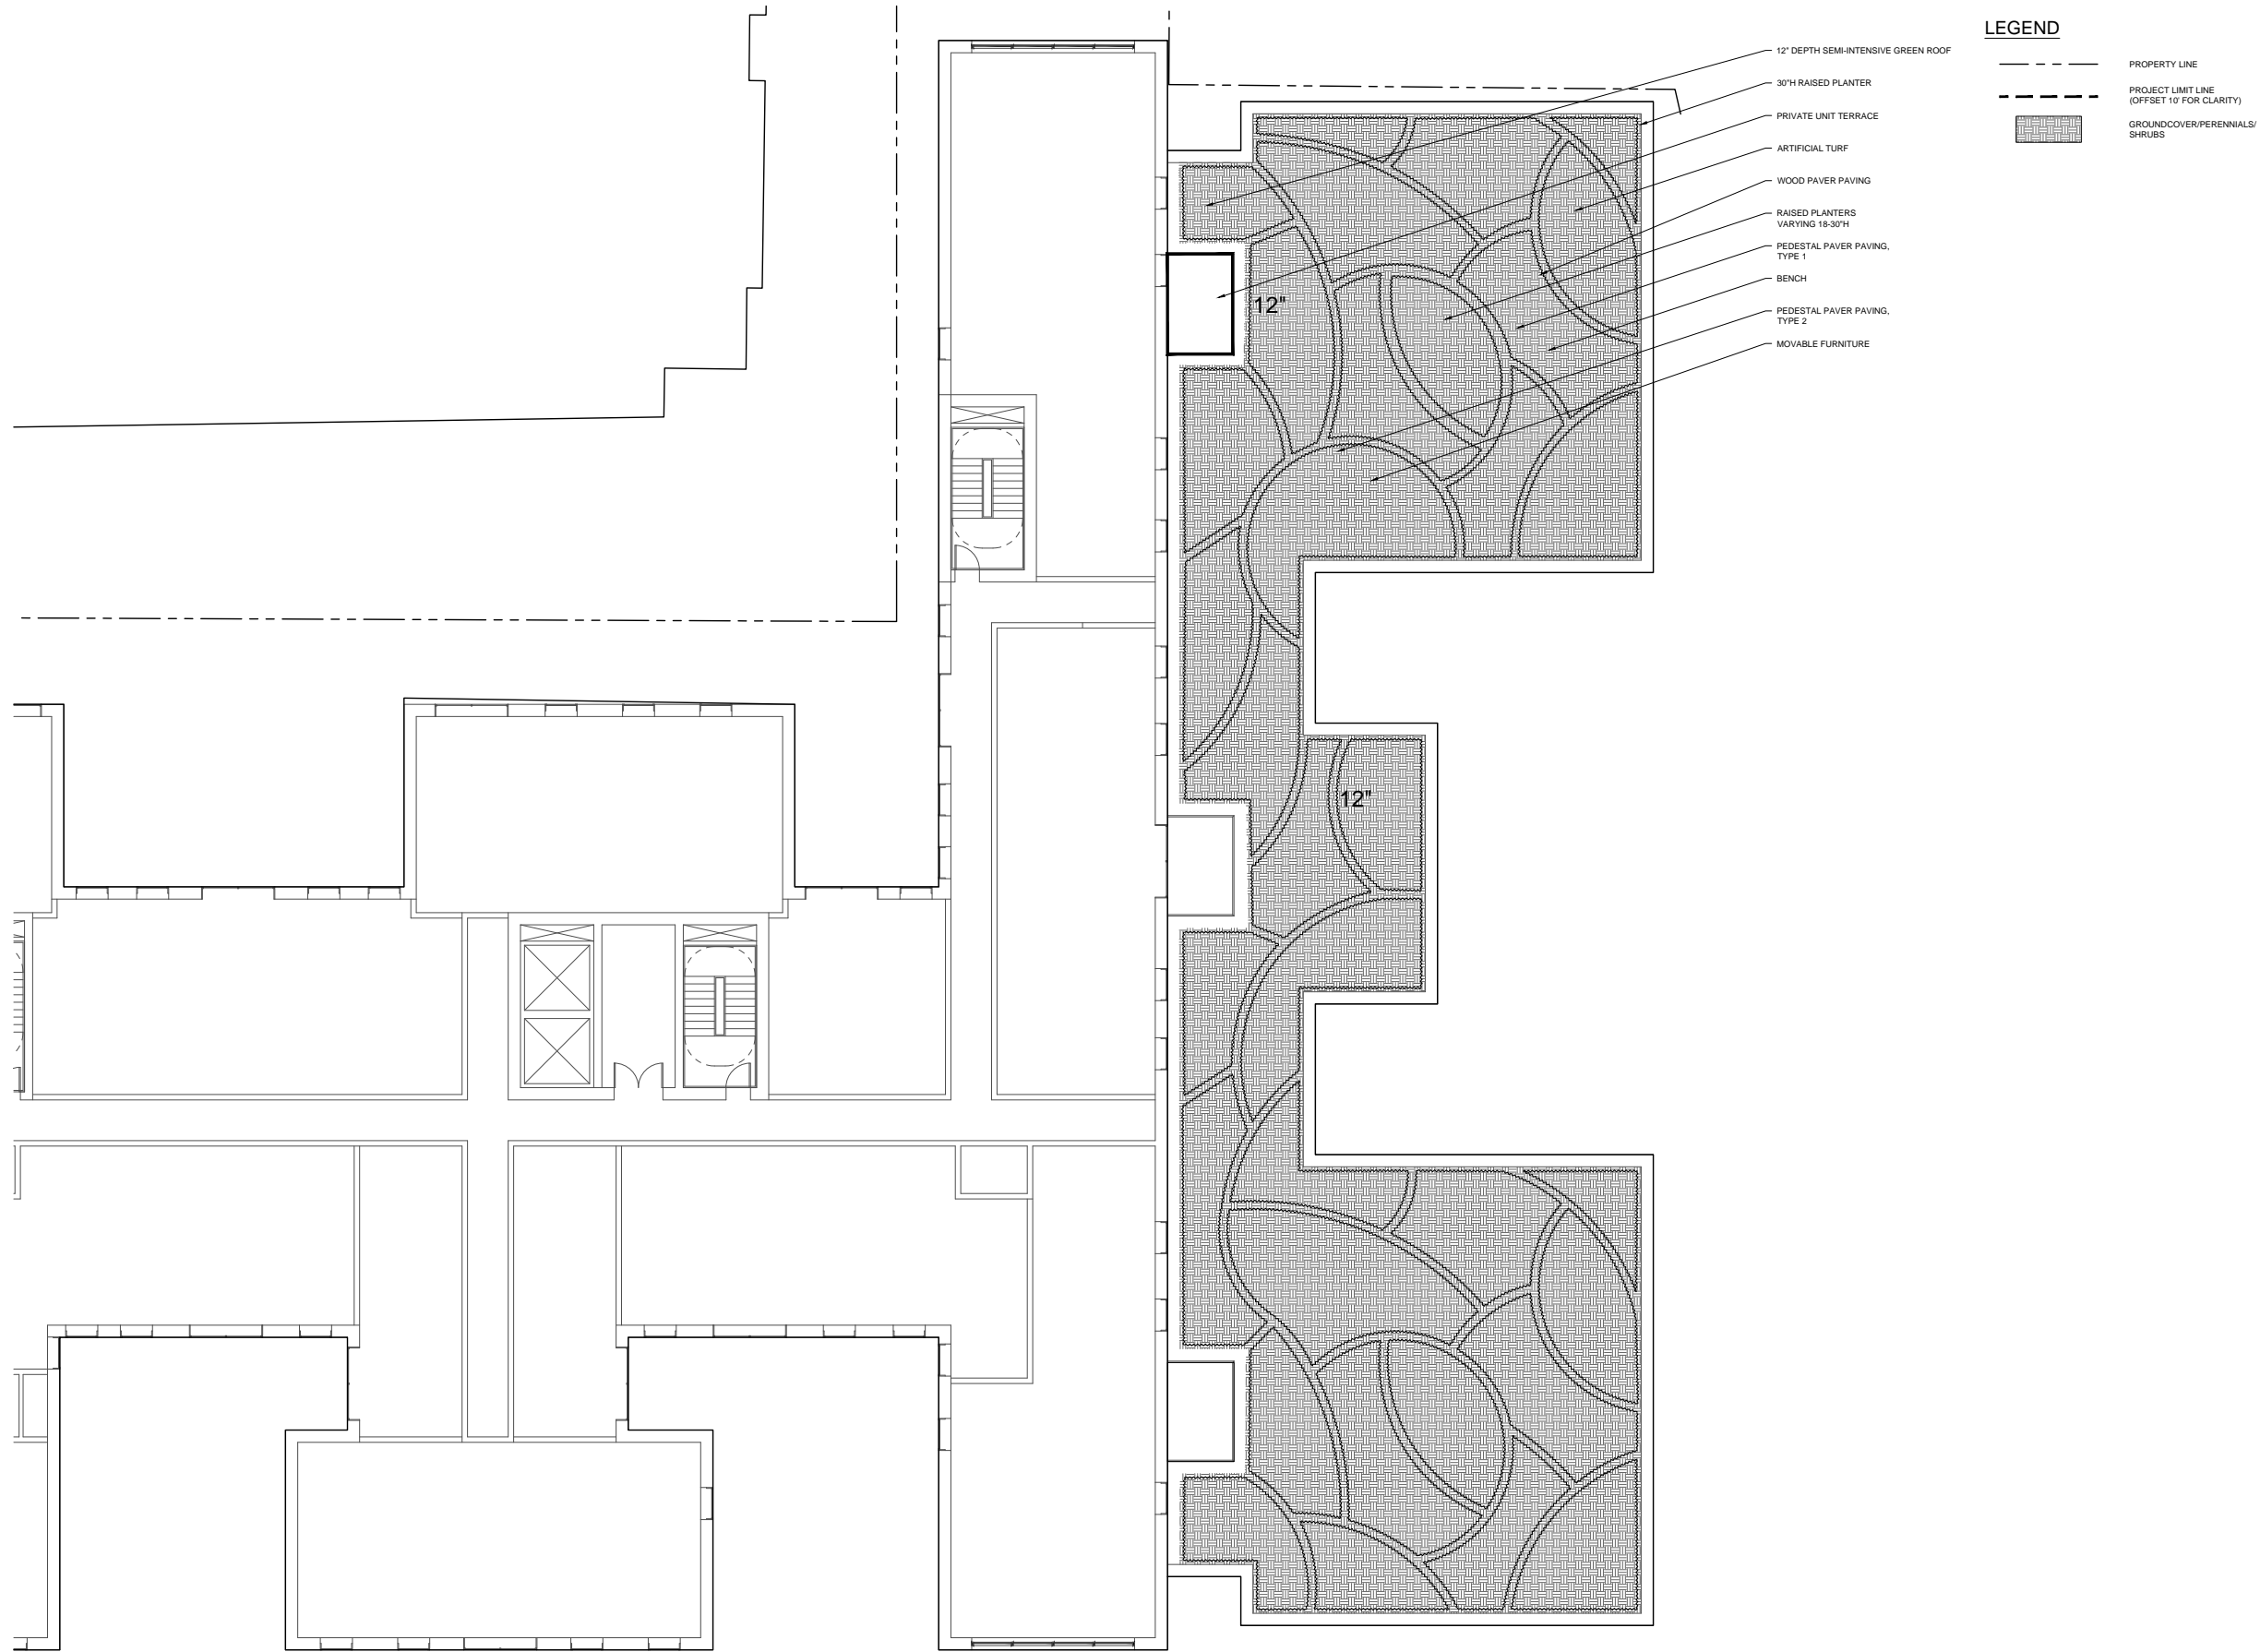 LEGEND
PROPERTY LINE
PROJECT LIMIT LINE
(OFFSET 10' FOR CLARITY)
GROUNDCOVER/PERENNIALS/
SHRUBS
12" DEPTH SEMI-INTENSIVE GREEN ROOF
30"H RAISED PLANTER
PRIVATE UNIT TERRACE
ARTIFICIAL TURF
WOOD PAVER PAVING
RAISED PLANTERS
VARYING 18-30"H
PEDESTAL PAVER PAVING,
TYPE 1
BENCH
PEDESTAL PAVER PAVING,
TYPE 2
MOVABLE FURNITURE
12"
12"